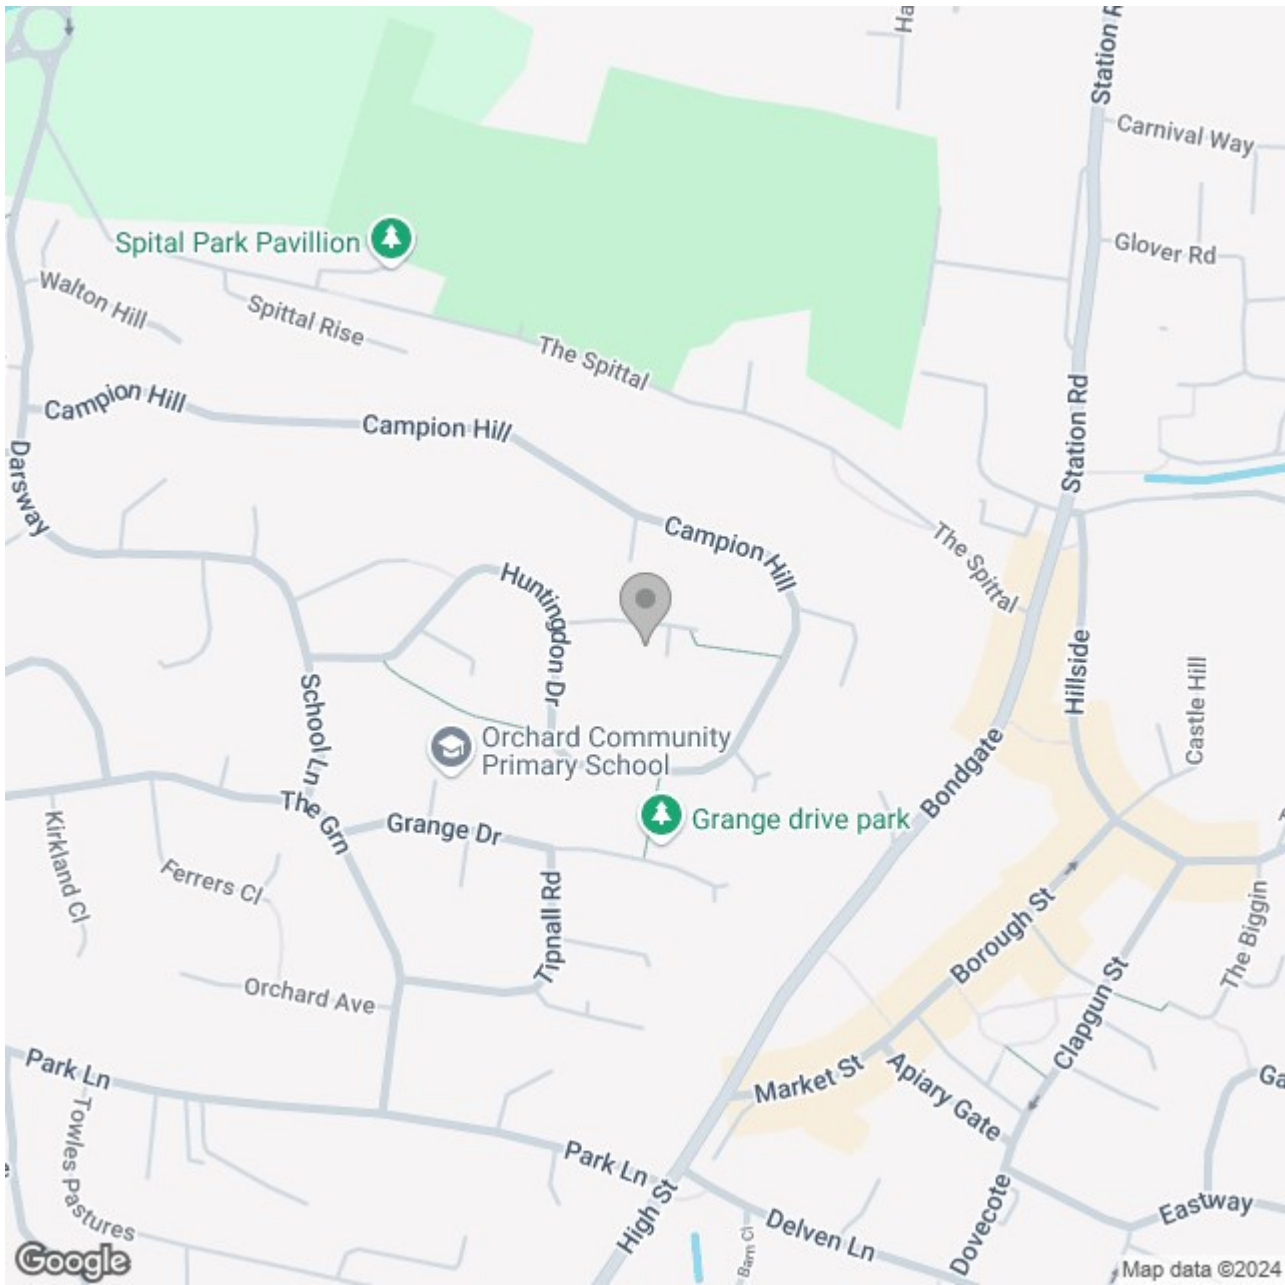 Station R
Ha
Carnival Way
Spital Park Pavillion
Glover Rd
Walton Hill
Spittal Rise
The Spittal
Campion Hill
Campion Hill
Station Rd
Darsway
Campion Hill
The Spittal
Huntingdon Dr
Hillside
Castle Hill
School Ln
Orchard Community
Primary School
Bondgate
The Grn
Grange Dr
Grange drive park
Kirkland Cl
Ferrers Cl
Tipnall Rd
Borough St
The Biggin
Orchard Ave
Clapgun St
Park Ln
Market St
Apiary Gate
Ga
Towles Pastures
Park Ln
High St
Delven Ln
Barn Cl
Dovecote
Eastway
Google
Map data ©2024